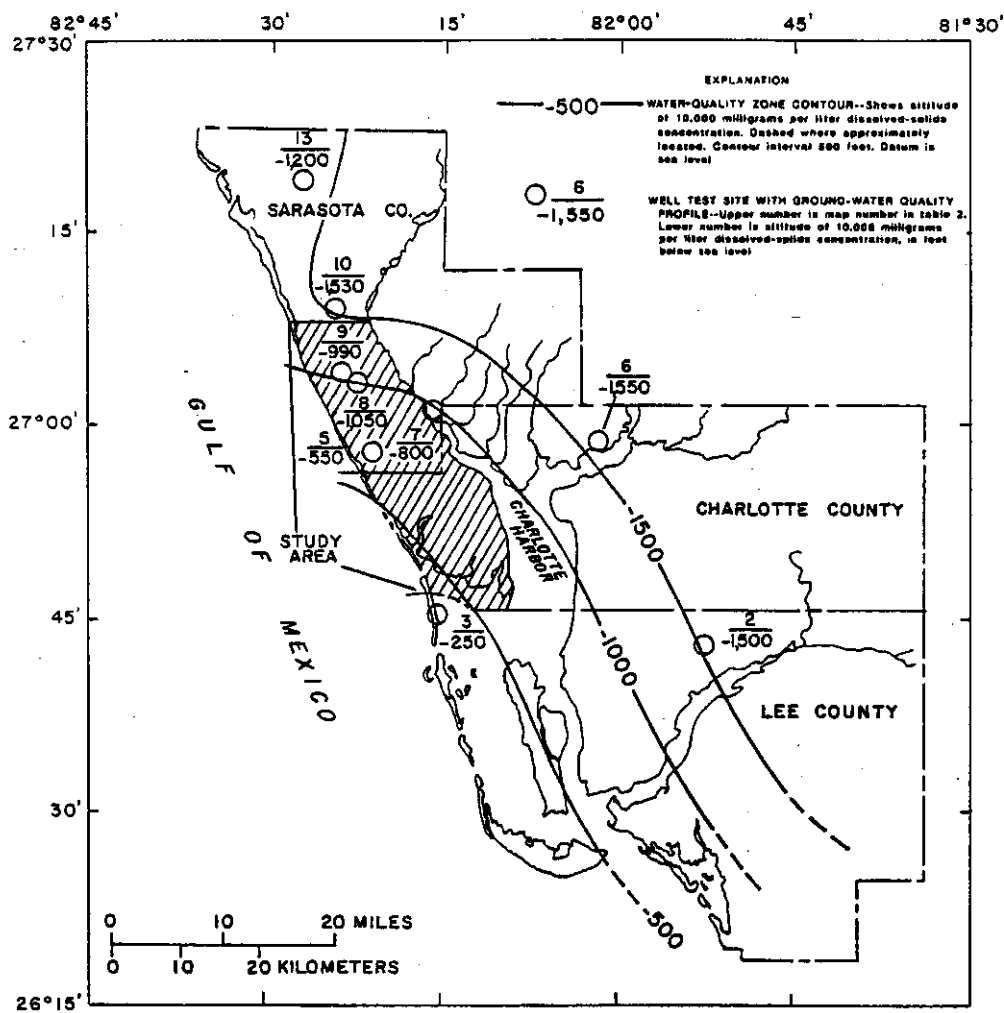 82°45' 30' 15' 82°00' 45' 81°30'
27°30'
EXPLANATION
-500 WATER-QUALITY ZONE CONTOUR--Shows altitude
of 10,000 milligrams per liter dissolved-solids
concentration. Dashed where approximately
located. Contour interval 500 feet. Datum is
sea level
6
-1,550
WELL TEST SITE WITH GROUND-WATER QUALITY
PROFILE--Upper number is map number in table 2.
Lower number is altitude of 10,000 milligrams
per liter dissolved-solids concentration, in feet
below sea level
13
-1200
SARASOTA CO.
15'
10
-1530
9
-990
6
-1550
8
-1050
27°00'
5
-550
7
-800
GULF OF MEXICO
STUDY
AREA
CHARLOTTE
HARBOR
-1500
CHARLOTTE COUNTY
45'
3
-250
2
-1,500
-1000
LEE COUNTY
30'
-500
0 10 20 MILES
0 10 20 KILOMETERS
26°15'